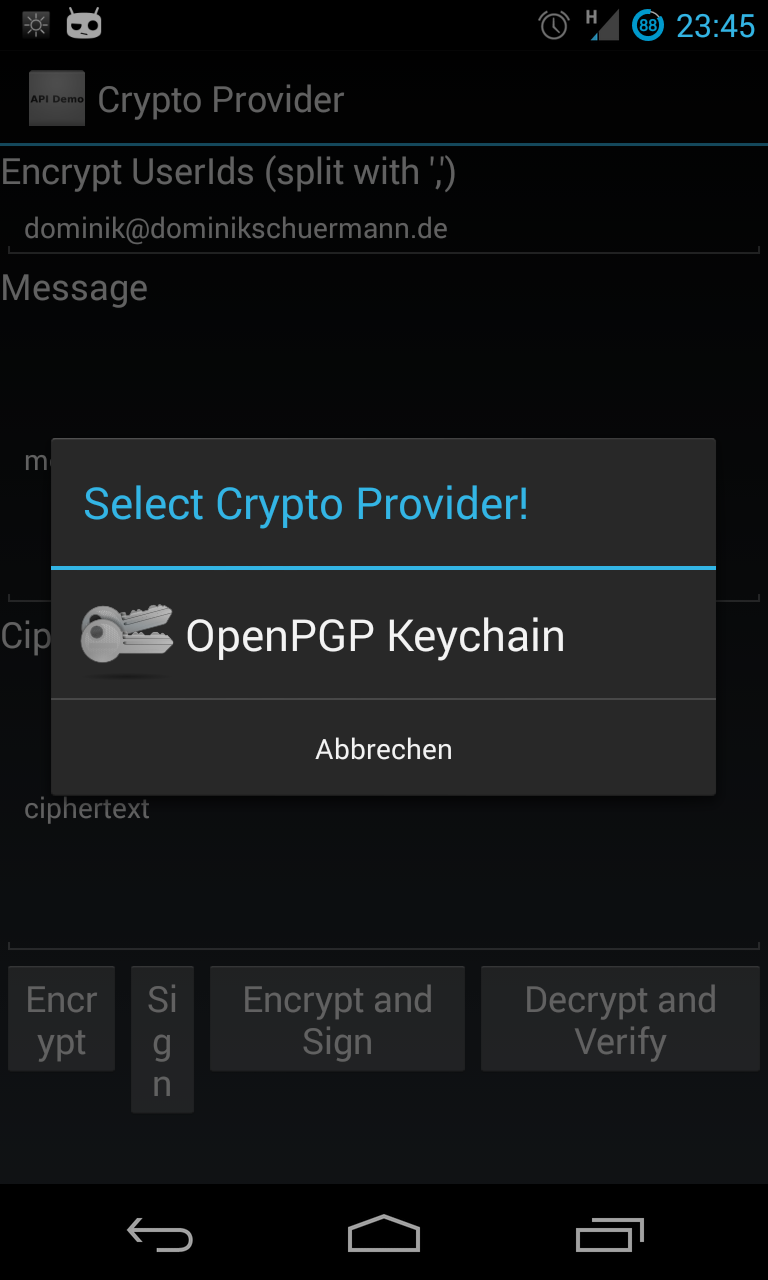 H 88 23:45
API Demo Crypto Provider
Encrypt UserIds (split with ',')
dominik@dominikschuermann.de
Message
Select Crypto Provider!
OpenPGP Keychain
Cip
Abbrechen
ciphertext
Encr
ypt
Si
g
n
Encrypt and
Sign
Decrypt and
Verify